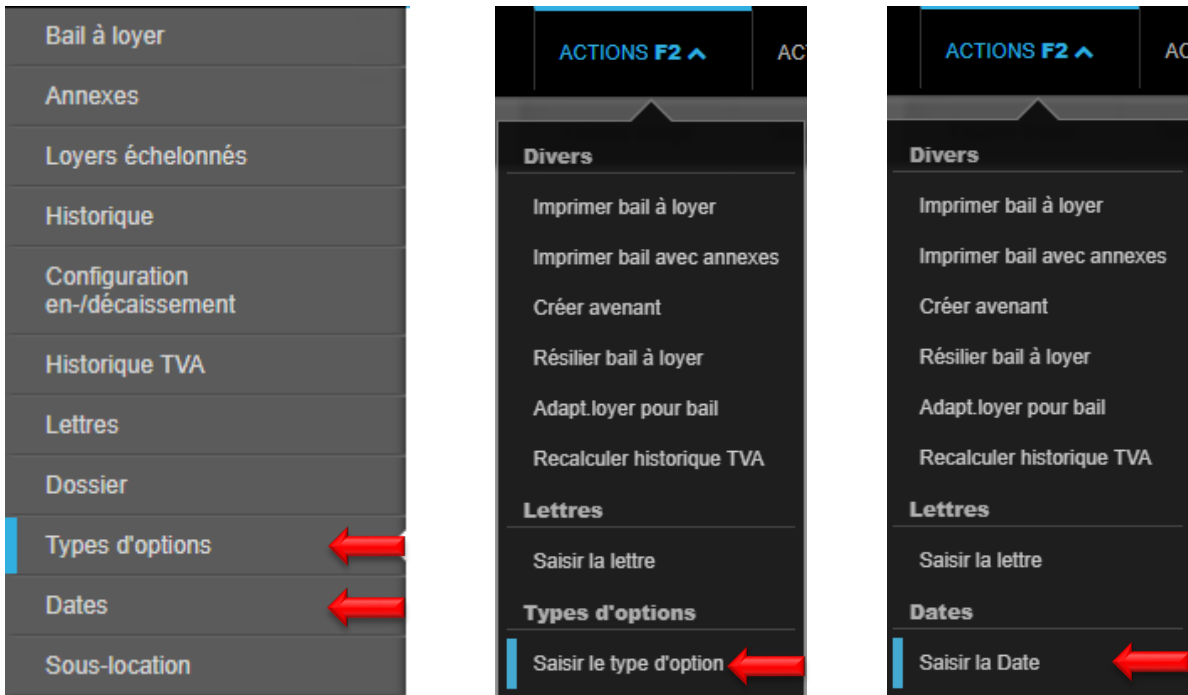 Bail à loyer
Annexes
Loyers échelonnés
Historique
Configuration
en-/décaissement
Historique TVA
Lettres
Dossier
Types d'options
Dates
Sous-location
ACTIONS F2 AC
Divers
Imprimer bail à loyer
Imprimer bail avec annexes
Créer avenant
Résilier bail à loyer
Adapt.loyer pour bail
Recalculer historique TVA
Lettres
Saisir la lettre
Types d'options
Saisir le type d'option
ACTIONS F2 AC
Divers
Imprimer bail à loyer
Imprimer bail avec annexes
Créer avenant
Résilier bail à loyer
Adapt.loyer pour bail
Recalculer historique TVA
Lettres
Saisir la lettre
Dates
Saisir la Date